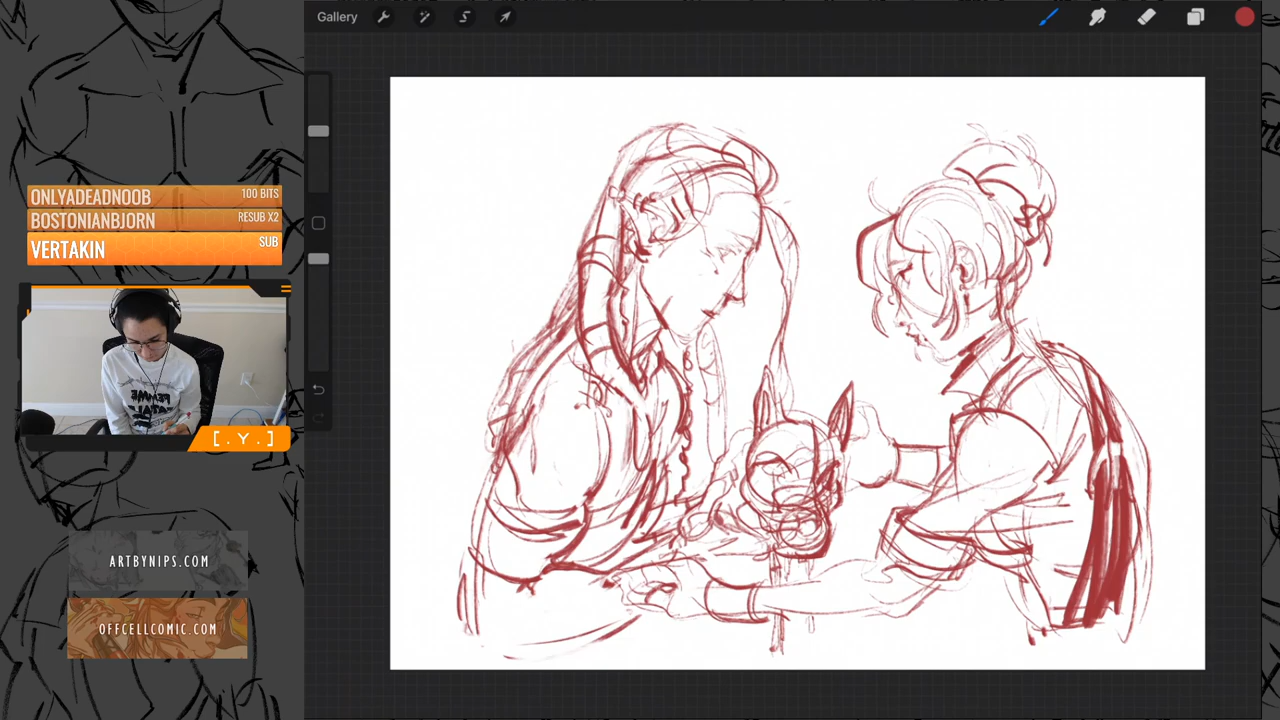 Gallery
ONLYADEADNOOB 100 BITS
BOSTONIANBJORN RESUB X2
VERTAKIN SUB
[ . Y . ]
ARTBYNIPS.COM
OFFCELLCOMIC.COM